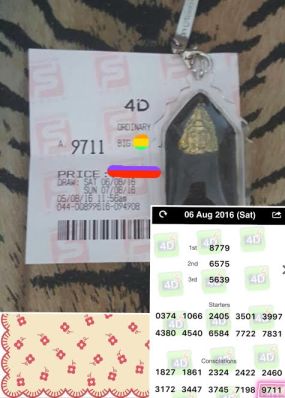 4D
ORDINARY
A. 9711 BIG
PRICE:
DRAW: SAT 06/08/16
SUN 07/08/16
05/08/16 11:56am
044-00899616-094908
06 Aug 2016 (Sat)
1st 8779
2nd 6575
3rd 5639
Starters
0374 1066 2405 3501 3997
4380 4540 6584 7722 7831
Consolations
1827 1861 2324 2422 2460
3172 3447 3745 7198 9711